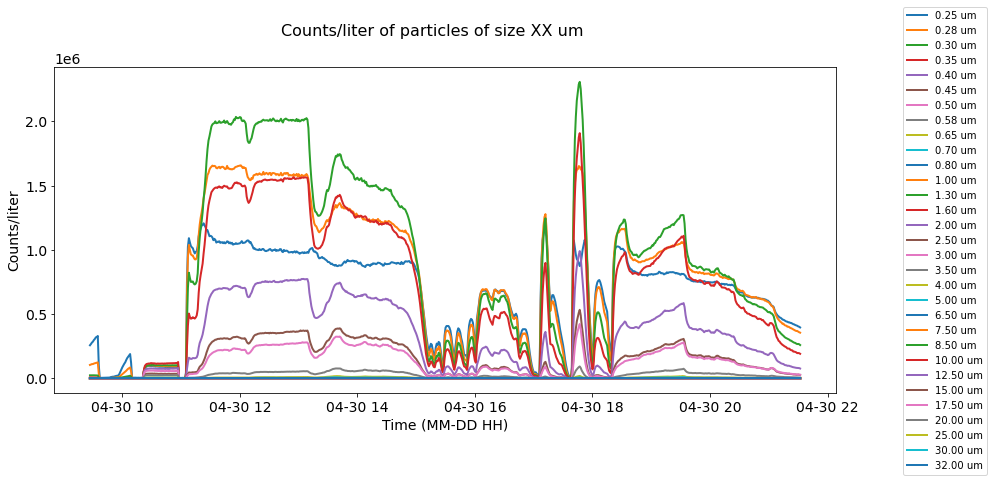 Counts/liter of particles of size XX um
1e6
2.0
1.5
1.0
0.5
0.0
Counts/liter
04-30 10
04-30 12
04-30 14
04-30 16
04-30 18
04-30 20
04-30 22
Time (MM-DD HH)
0.25 um
0.28 um
0.30 um
0.35 um
0.40 um
0.45 um
0.50 um
0.58 um
0.65 um
0.70 um
0.80 um
1.00 um
1.30 um
1.60 um
2.00 um
2.50 um
3.00 um
3.50 um
4.00 um
5.00 um
6.50 um
7.50 um
8.50 um
10.00 um
12.50 um
15.00 um
17.50 um
20.00 um
25.00 um
30.00 um
32.00 um